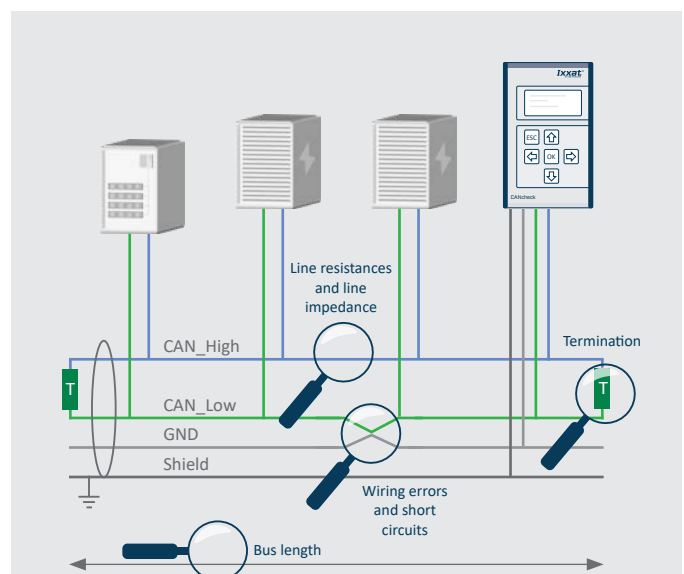 Ixxat
ESC
OK
CANcheck
Line resistances
and line
impedance
Termination
CAN_High
T
T
CAN_Low
GND
Shield
Wiring errors
and short
circuits
Bus length